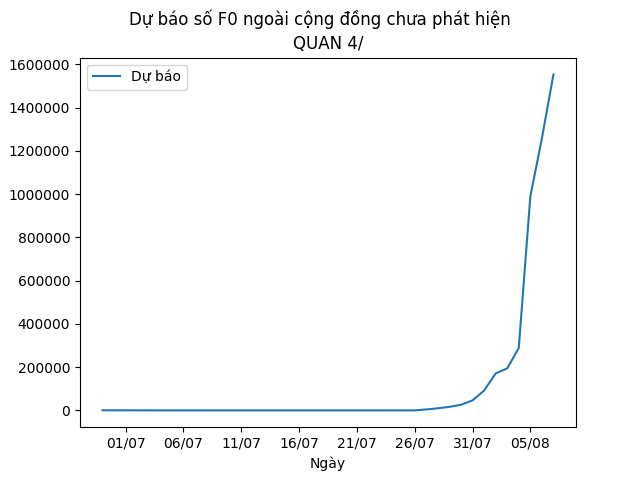 Dự báo số F0 ngoài cộng đồng chưa phát hiện
QUAN 4/
Dự báo
1600000
1400000
1200000
1000000
800000
600000
400000
200000
0
01/07 06/07 11/07 16/07 21/07 26/07 31/07 05/08
Ngày